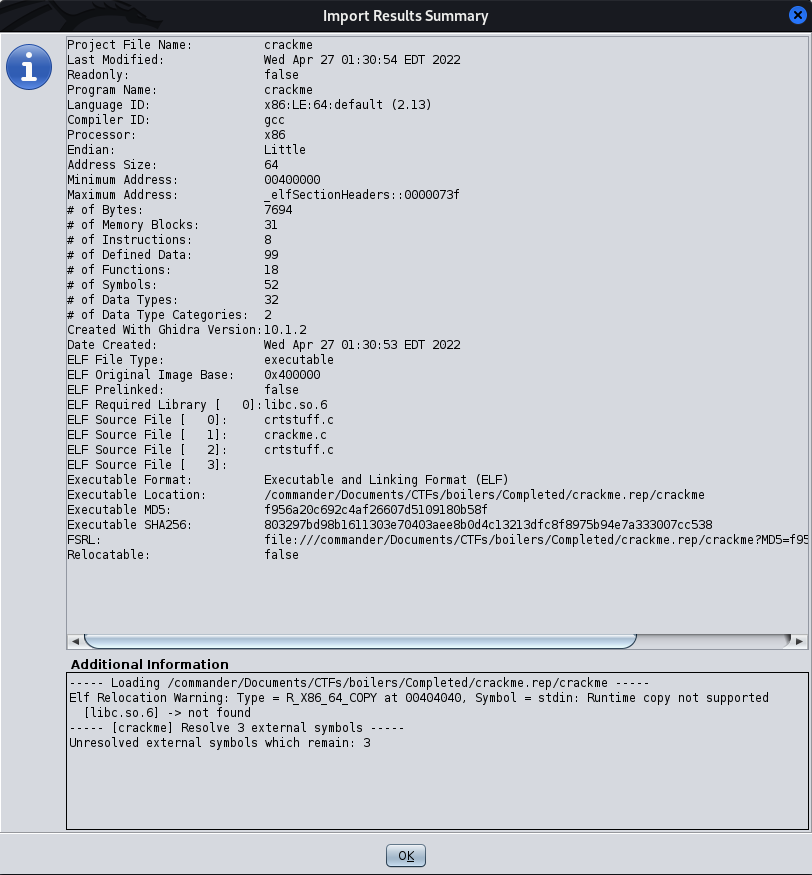 Import Results Summary
Project File Name: crackme
Last Modified: Wed Apr 27 01:30:54 EDT 2022
Readonly: false
Program Name: crackme
Language ID: x86:LE:64:default (2.13)
Compiler ID: gcc
Processor: x86
Endian: Little
Address Size: 64
Minimum Address: 00400000
Maximum Address: _elfSectionHeaders::0000073f
# of Bytes: 7694
# of Memory Blocks: 31
# of Instructions: 8
# of Defined Data: 99
# of Functions: 18
# of Symbols: 52
# of Data Types: 32
# of Data Type Categories: 2
Created With Ghidra Version: 10.1.2
Date Created: Wed Apr 27 01:30:53 EDT 2022
ELF File Type: executable
ELF Original Image Base: 0x400000
ELF Prelinked: false
ELF Required Library [ 0]: libc.so.6
ELF Source File [ 0]: crtstuff.c
ELF Source File [ 1]: crackme.c
ELF Source File [ 2]: crtstuff.c
ELF Source File [ 3]:
Executable Format: Executable and Linking Format (ELF)
Executable Location: /commander/Documents/CTFs/boilers/Completed/crackme.rep/crackme
Executable MD5: f956a20c692c4af26607d5109180b58f
Executable SHA256: 803297bd98b1611303e70403aee8b0d4c13213dfc8f8975b94e7a333007cc538
FSRL: file:///commander/Documents/CTFs/boilers/Completed/crackme.rep/crackme?MD5=f95
Relocatable: false
Additional Information
----- Loading /commander/Documents/CTFs/boilers/Completed/crackme.rep/crackme -----
Elf Relocation Warning: Type = R_X86_64_COPY at 00404040, Symbol = stdin: Runtime copy not supported
[libc.so.6] -> not found
----- [crackme] Resolve 3 external symbols -----
Unresolved external symbols which remain: 3
OK